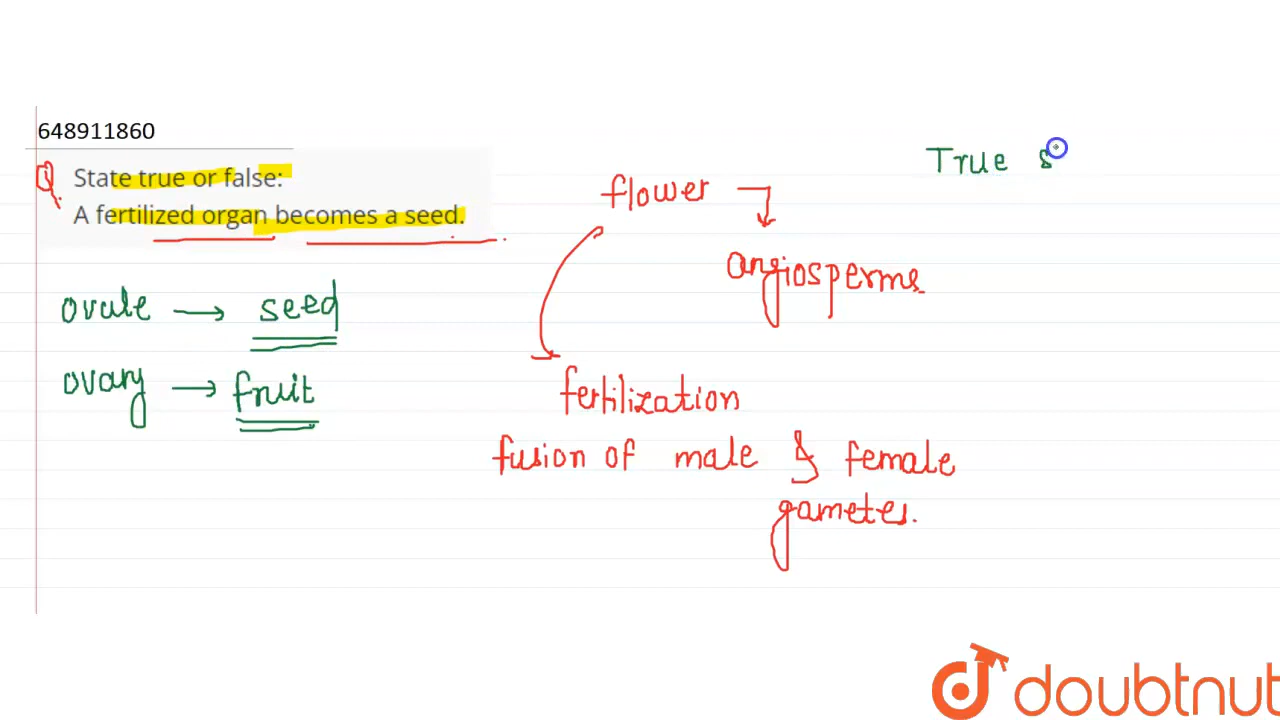 648911860
Q. State true or false:
A fertilized organ becomes a seed.
ovule → seed
ovary → fruit
flower
angiosperms
fertilization
fusion of male & female
gametes.
True s
doubtnut